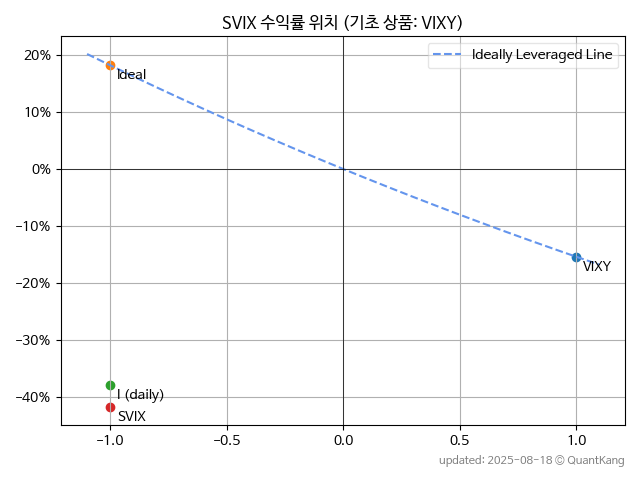 SVIX 수익률 위치 (기초 상품: VIXY)
Ideally Leveraged Line
20%
10%
0%
−10%
−20%
−30%
−40%
Ideal
VIXY
I (daily)
SVIX
−1.0
−0.5
0.0
0.5
1.0
updated: 2025-08-18 © QuantKang